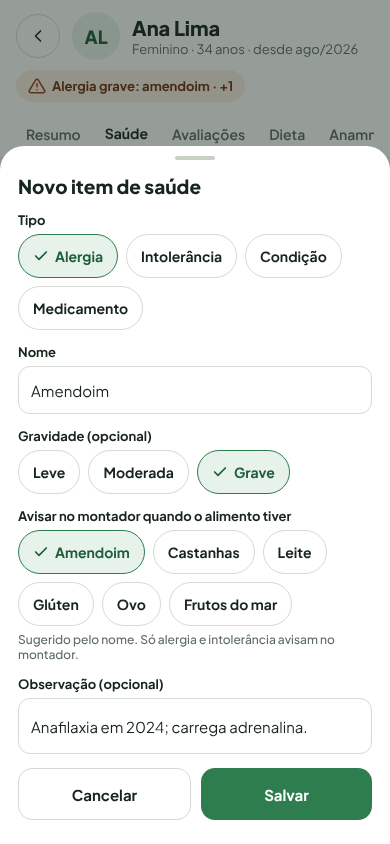 AL
Ana Lima
Feminino · 34 anos · desde ago/2026
Alergia grave: amendoim · +1
Resumo Saúde Avaliações Dieta Anamr
Novo item de saúde
Tipo
Alergia Intolerância Condição
Medicamento
Nome
Amendoim
Gravidade (opcional)
Leve Moderada Grave
Avisar no montador quando o alimento tiver
Amendoim Castanhas Leite
Glúten Ovo Frutos do mar
Sugerido pelo nome. Só alergia e intolerância avisam no
montador.
Observação (opcional)
Anafilaxia em 2024; carrega adrenalina.
Cancelar Salvar